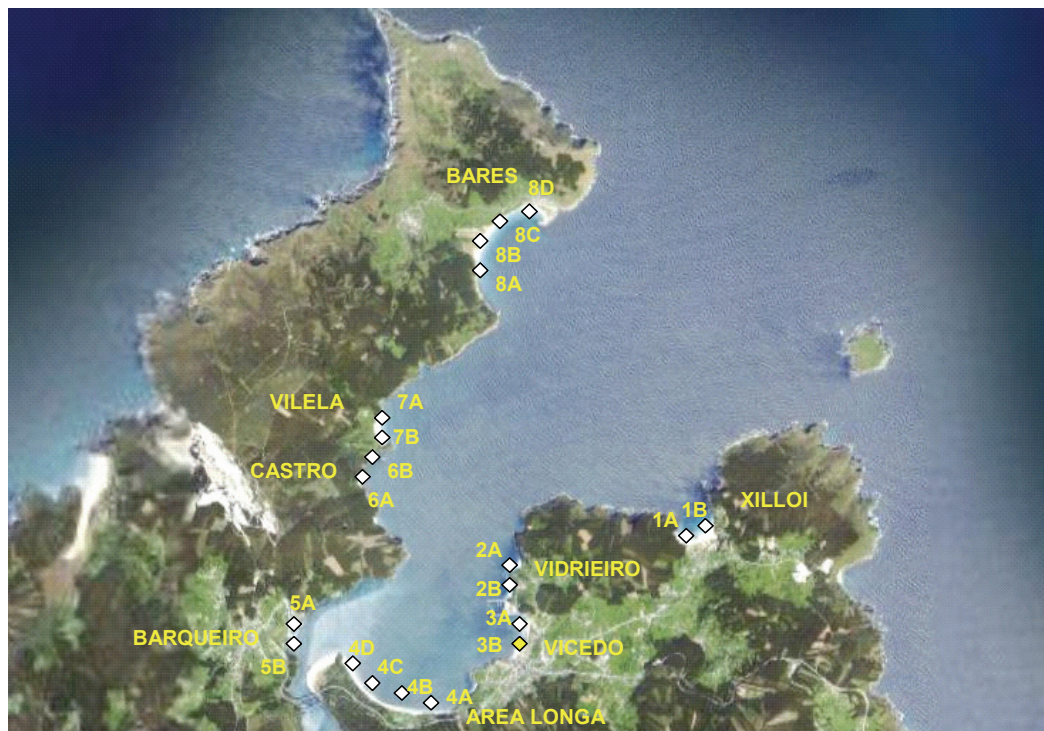 BARES
8D
8C
8B
8A
VILELA
7A
7B
CASTRO
6B
6A
XILLOI
1B
1A
2A
VIDRIEIRO
2B
5A
3A
BARQUEIRO
3B
VICEDO
4D
5B
4C
4B
4A
AREA LONGA